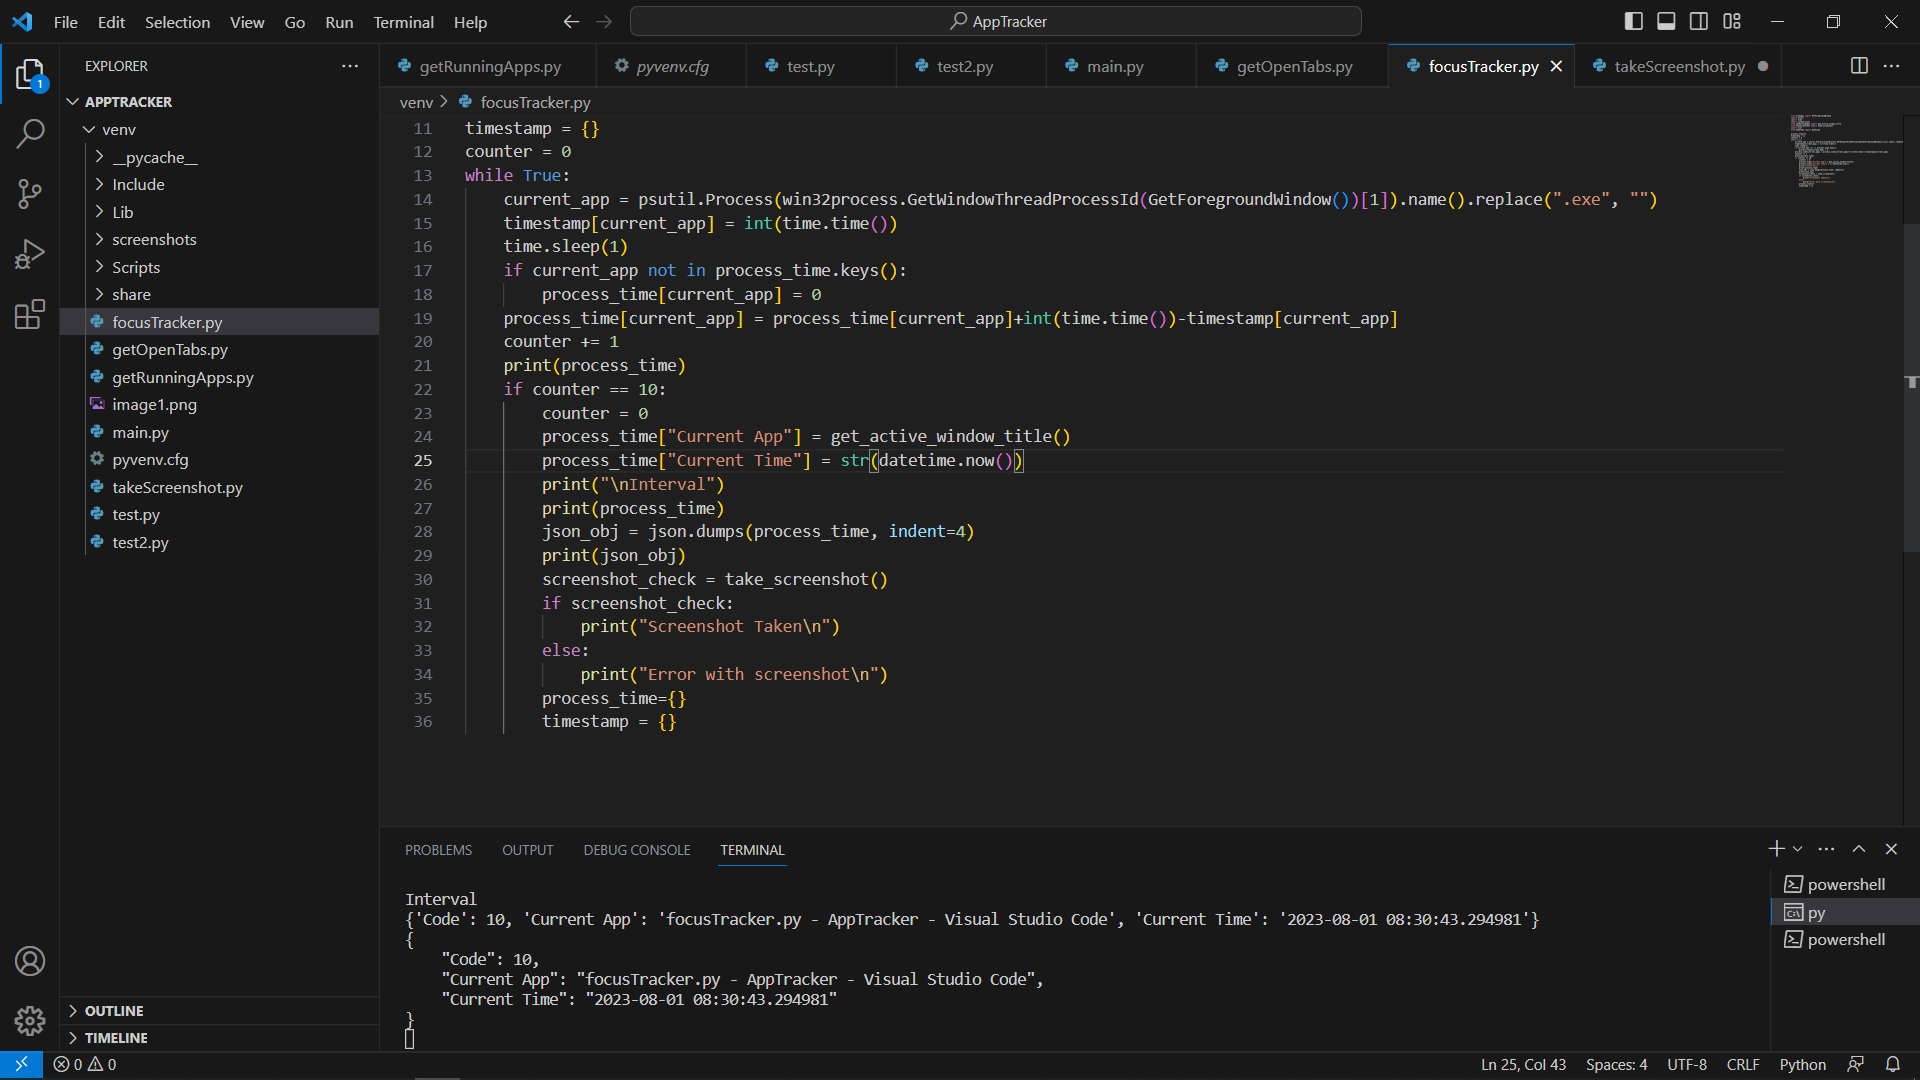 File Edit Selection View Go Run Terminal Help
AppTracker
EXPLORER
1
APPTRACKER
venv
__pycache__
Include
Lib
screenshots
Scripts
share
focusTracker.py
getOpenTabs.py
getRunningApps.py
image1.png
main.py
pyvenv.cfg
takeScreenshot.py
test.py
test2.py
OUTLINE
TIMELINE
getRunningApps.py pyvenv.cfg test.py test2.py main.py getOpenTabs.py focusTracker.py takeScreenshot.py
venv > focusTracker.py
11 timestamp = {}
12 counter = 0
13 while True:
14 current_app = psutil.Process(win32process.GetWindowThreadProcessId(GetForegroundWindow())[1]).name().replace(".exe", "")
15 timestamp[current_app] = int(time.time())
16 time.sleep(1)
17 if current_app not in process_time.keys():
18 process_time[current_app] = 0
19 process_time[current_app] = process_time[current_app]+int(time.time())-timestamp[current_app]
20 counter += 1
21 print(process_time)
22 if counter == 10:
23 counter = 0
24 process_time["Current App"] = get_active_window_title()
25 process_time["Current Time"] = str(datetime.now())
26 print("\nInterval")
27 print(process_time)
28 json_obj = json.dumps(process_time, indent=4)
29 print(json_obj)
30 screenshot_check = take_screenshot()
31 if screenshot_check:
32 print("Screenshot Taken\n")
33 else:
34 print("Error with screenshot\n")
35 process_time={}
36 timestamp = {}
PROBLEMS OUTPUT DEBUG CONSOLE TERMINAL
Interval
{'Code': 10, 'Current App': 'focusTracker.py - AppTracker - Visual Studio Code', 'Current Time': '2023-08-01 08:30:43.294981'}
{
"Code": 10,
"Current App": "focusTracker.py - AppTracker - Visual Studio Code",
"Current Time": "2023-08-01 08:30:43.294981"
}
powershell
py
powershell
0 0
Ln 25, Col 43 Spaces: 4 UTF-8 CRLF Python